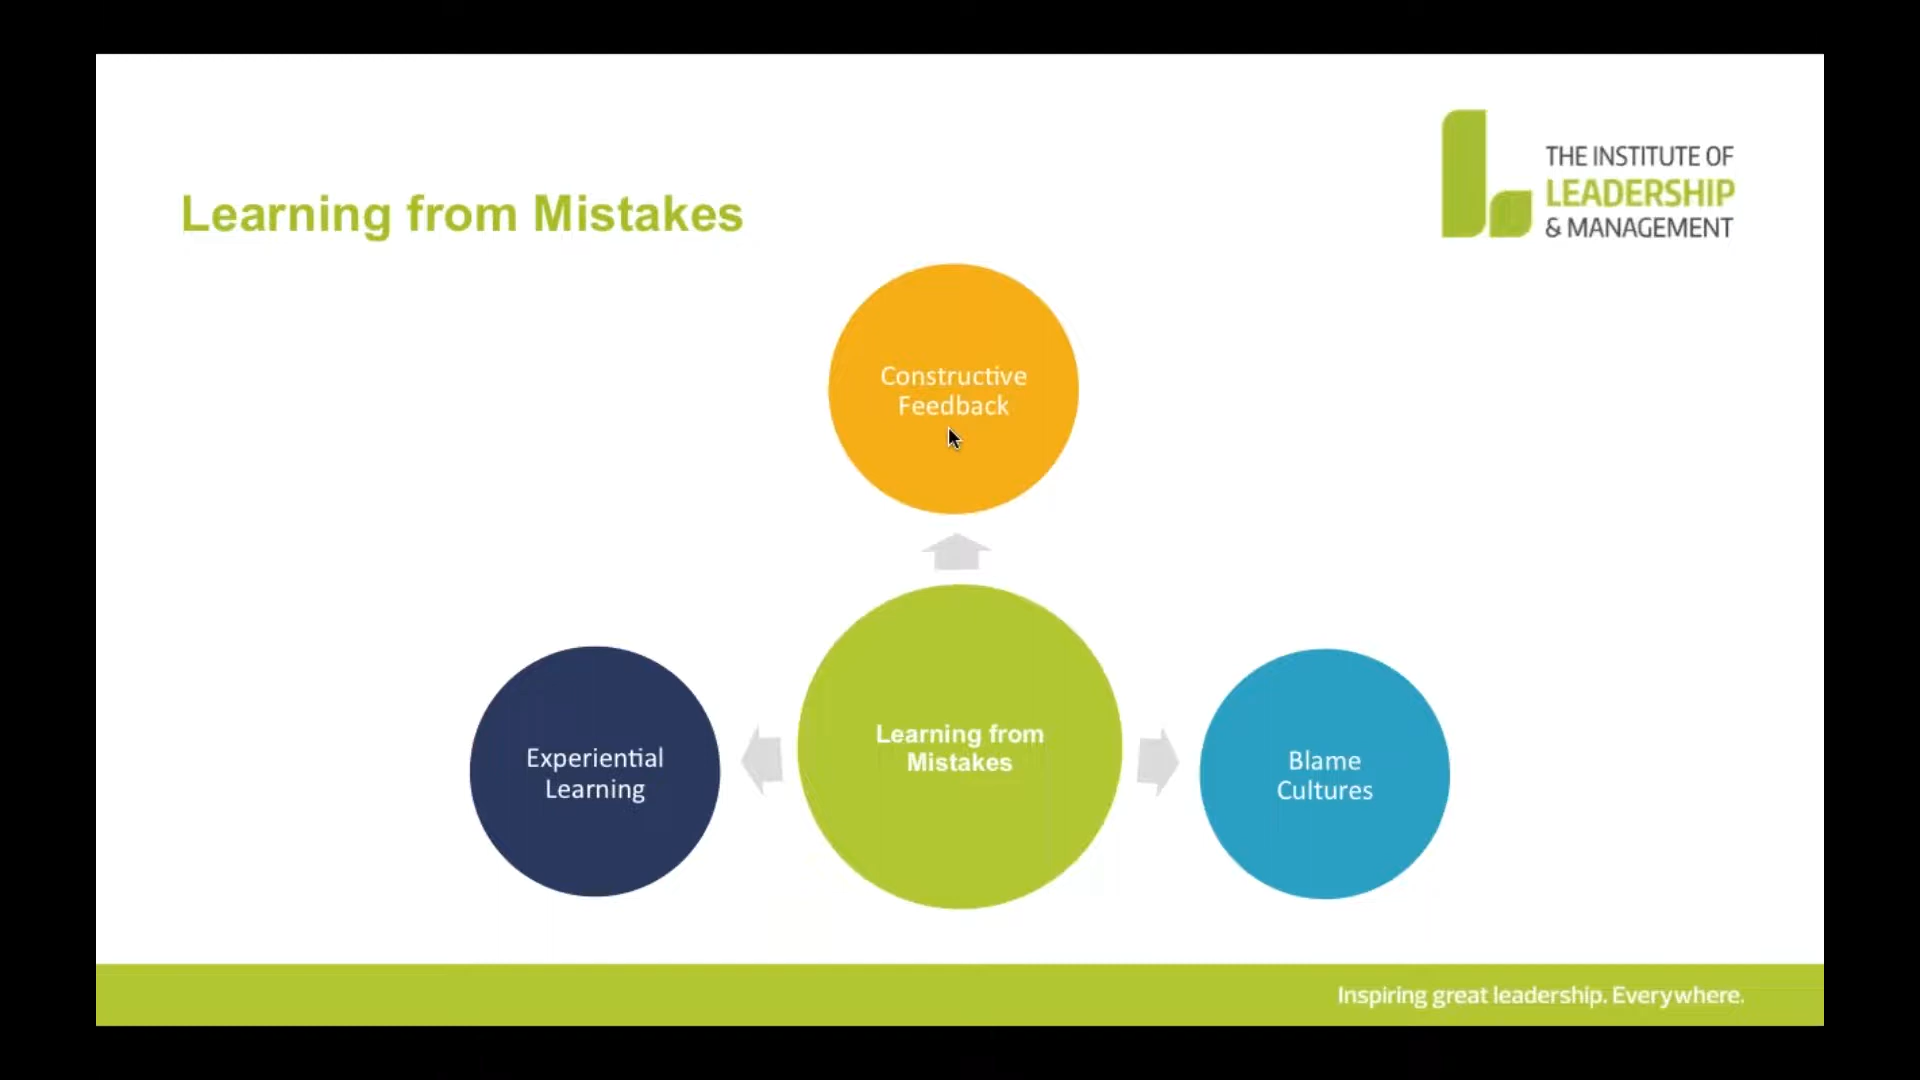 THE INSTITUTE OF
LEADERSHIP
& MANAGEMENT
Learning from Mistakes
Constructive
Feedback
Experiential
Learning
Learning from
Mistakes
Blame
Cultures
Inspiring great leadership. Everywhere.